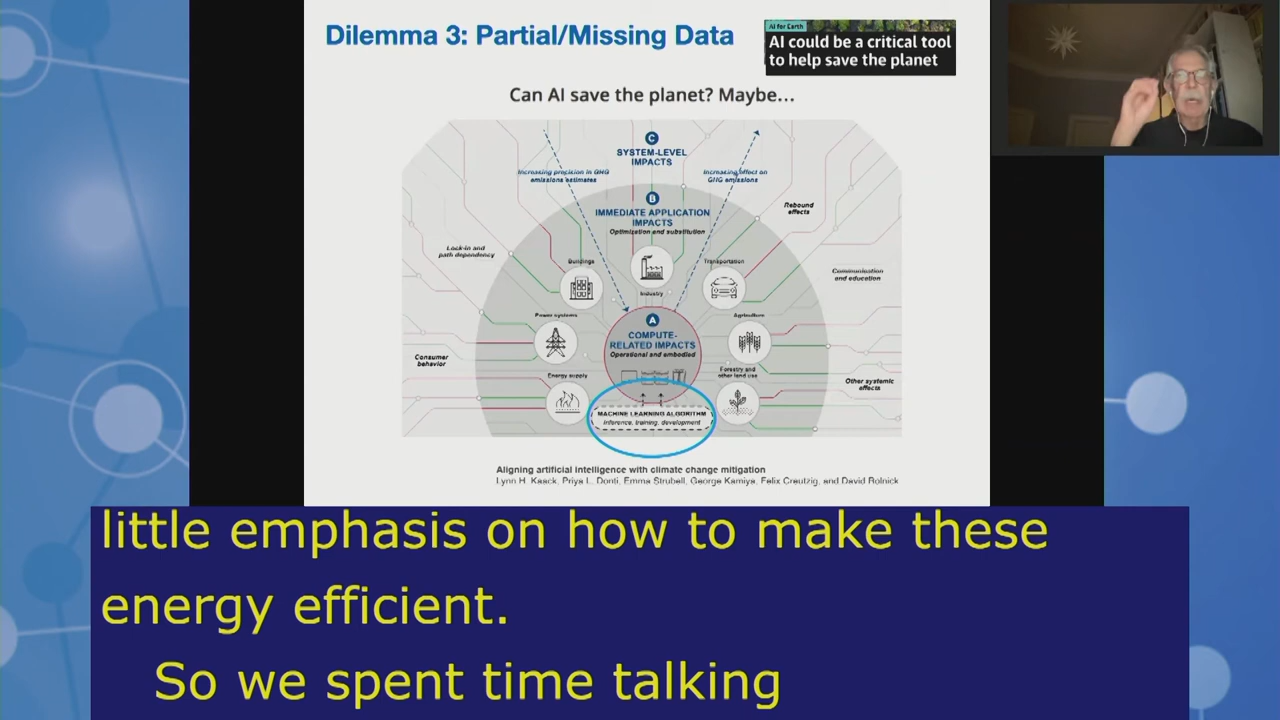 Dilemma 3: Partial/Missing Data
AI for Earth
AI could be a critical tool
to help save the planet
Can AI save the planet? Maybe...
C
SYSTEM-LEVEL
IMPACTS
Increasing precision in GHG
emissions estimates
Increasing effect on
GHG emissions
B
IMMEDIATE APPLICATION
IMPACTS
Optimization and substitution
Rebound
effects
Lock-in and
path dependency
Buildings
Industry
Transportation
Communication
and education
Power systems
A
COMPUTE-
RELATED IMPACTS
Operational and embodied
Agriculture
Consumer
behavior
Energy supply
Forestry and
other land use
Other systemic
effects
MACHINE LEARNING ALGORITHM
Inference, training, development
Aligning artificial intelligence with climate change mitigation
Lynn H. Kaack, Priya L. Donti, Emma Strubell, George Kamiya, Felix Creutzig, and David Rolnick
little emphasis on how to make these
energy efficient.
So we spent time talking